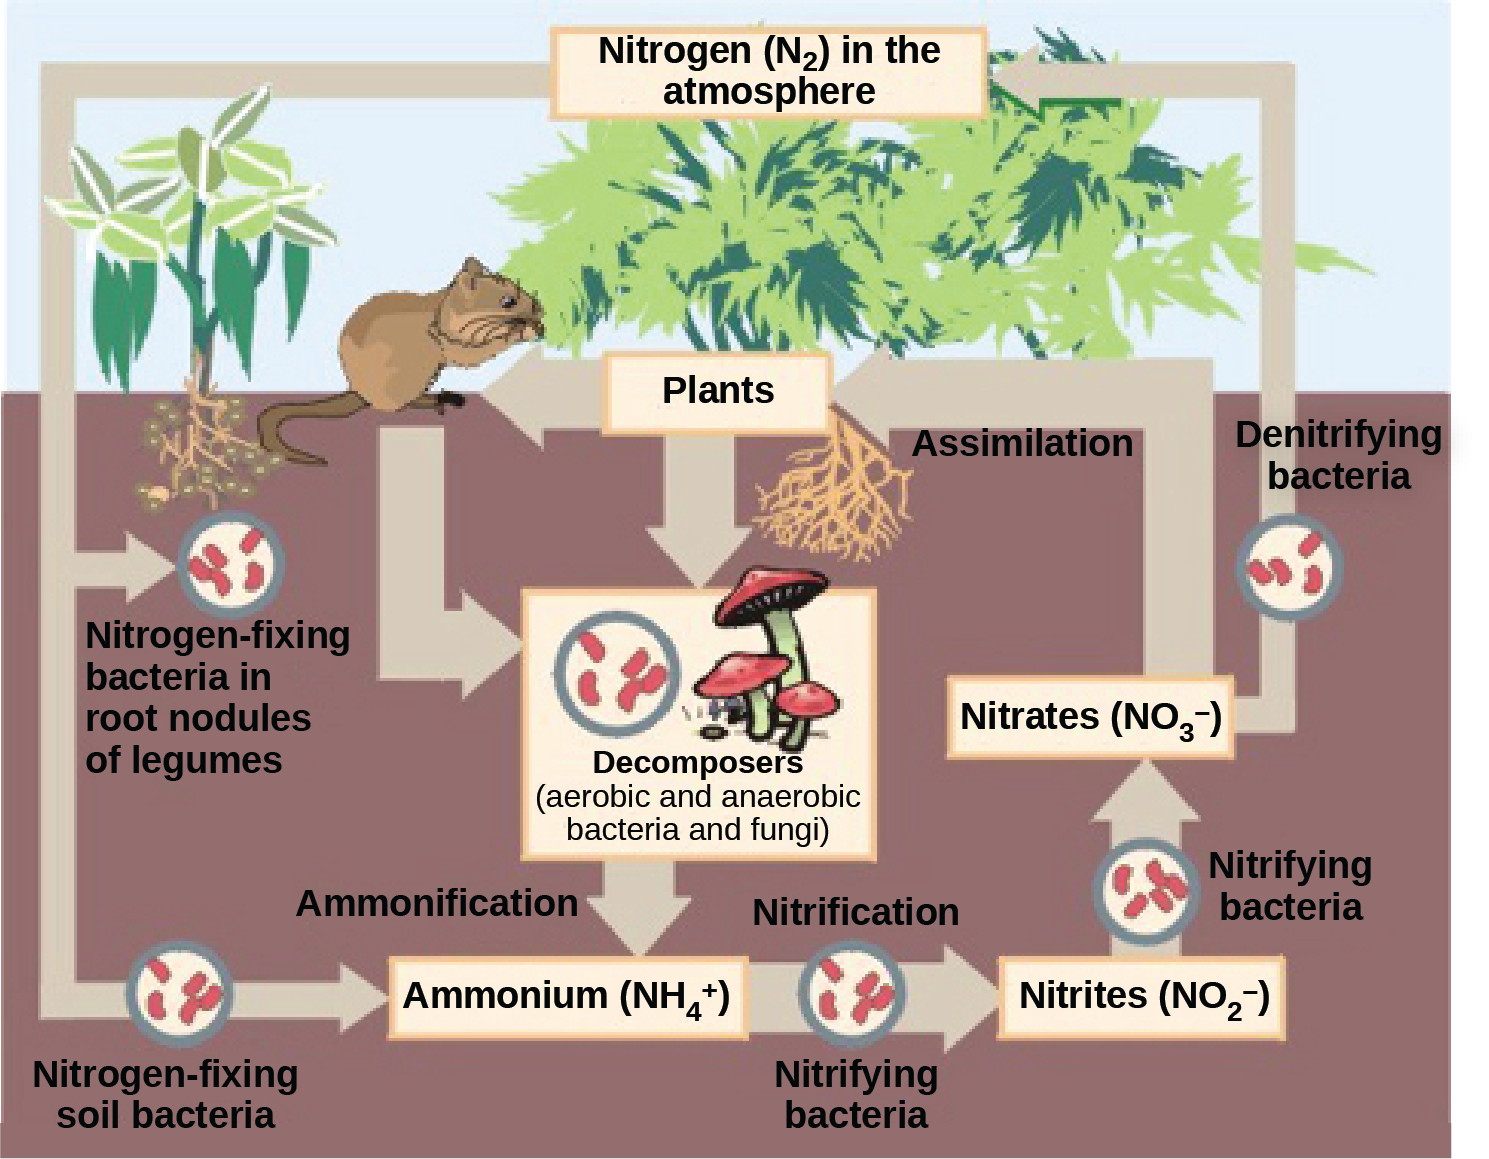 Nitrogen (N₂) in the
atmosphere
Plants
Assimilation
Denitrifying
bacteria
Nitrogen-fixing
bacteria in
root nodules
of legumes
Nitrates (NO₃⁻)
Decomposers
(aerobic and anaerobic
bacteria and fungi)
Nitrifying
bacteria
Ammonification
Nitrification
Ammonium (NH₄⁺)
Nitrites (NO₂⁻)
Nitrogen-fixing
soil bacteria
Nitrifying
bacteria